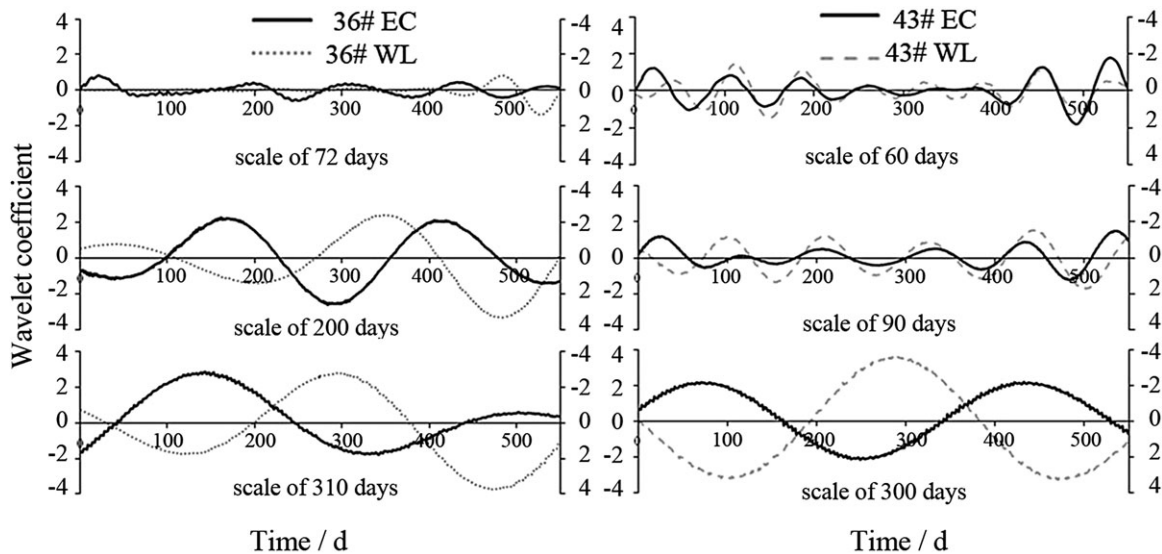 36# EC
36# WL
4 2 0 -2 -4
100 200 300 400 500
-4 -2 0 2 4
scale of 72 days
43# EC
43# WL
4 2 0 -2 -4
0 100 200 300 400 500
-4 -2 0 2 4
scale of 60 days
Wavelet coefficient
4 2 0 -2 -4
0 100 200 300 400 500
-4 -2 0 2 4
scale of 200 days
4 2 0 -2 -4
0 100 200 300 400 500
-4 -2 0 2 4
scale of 90 days
4 2 0 -2 -4
0 100 200 300 400 500
-4 -2 0 2 4
scale of 310 days
4 2 0 -2 -4
0 100 200 300 400 500
-4 -2 0 2 4
scale of 300 days
Time / d
Time / d